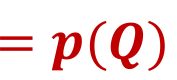 = p(Q)